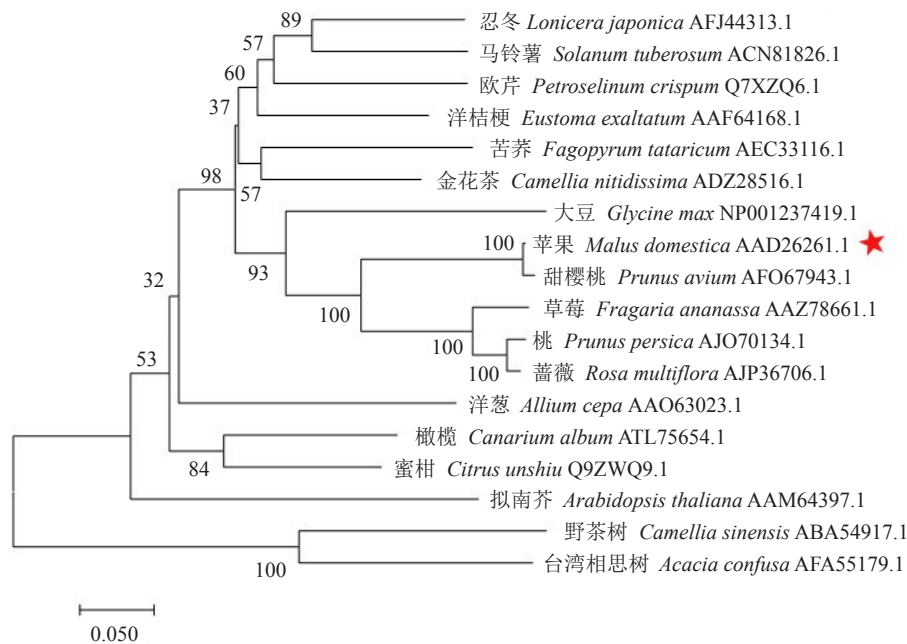 89
忍冬 Lonicera japonica AFJ44313.1
57
马铃薯 Solanum tuberosum ACN81826.1
60
欧芹 Petroselinum crispum Q7XZQ6.1
37
洋桔梗 Eustoma exaltatum AAF64168.1
苦荞 Fagopyrum tataricum AEC33116.1
98
57
金花茶 Camellia nitidissima ADZ28516.1
大豆 Glycine max NP001237419.1
100
苹果 Malus domestica AAD26261.1
93
甜樱桃 Prunus avium AFO67943.1
32
100
草莓 Fragaria ananassa AAZ78661.1
100
桃 Prunus persica AJO70134.1
53
100
蔷薇 Rosa multiflora AJP36706.1
洋葱 Allium cepa AAO63023.1
橄榄 Canarium album ATL75654.1
84
蜜柑 Citrus unshiu Q9ZWQ9.1
拟南芥 Arabidopsis thaliana AAM64397.1
野茶树 Camellia sinensis ABA54917.1
100
台湾相思树 Acacia confusa AFA55179.1
0.050